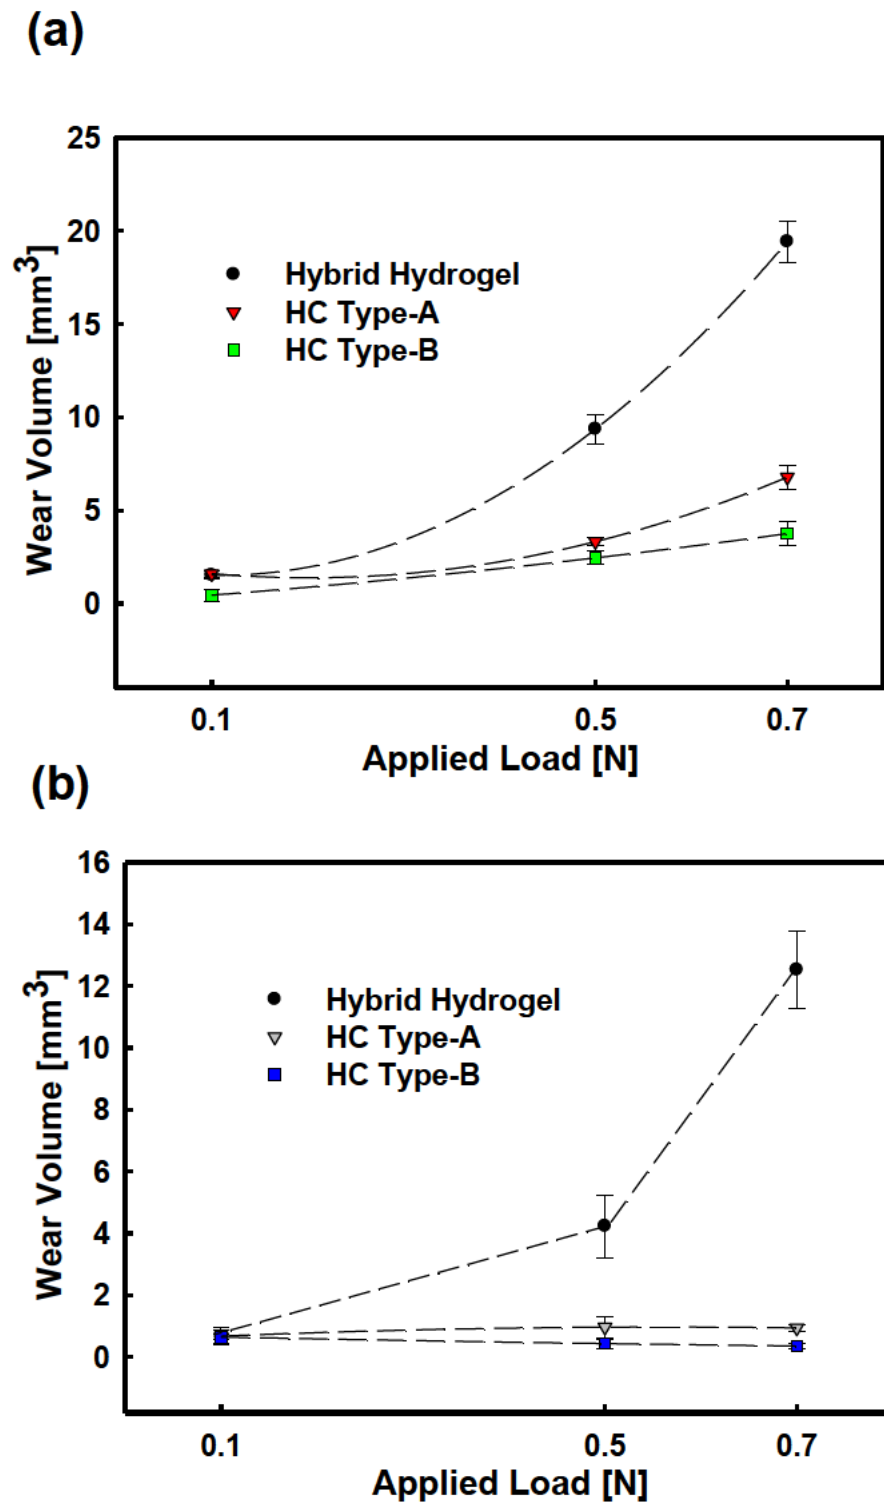 (a)
25
20
15
10
5
0
Wear Volume [mm3]
Hybrid Hydrogel
HC Type-A
HC Type-B
0.1 0.5 0.7
Applied Load [N]
(b)
16
14
12
10
8
6
4
2
0
Wear Volume [mm3]
Hybrid Hydrogel
HC Type-A
HC Type-B
0.1 0.5 0.7
Applied Load [N]